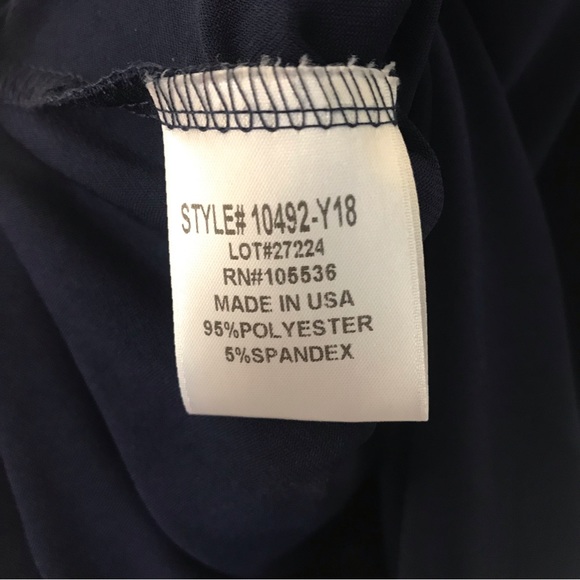 STYLE# 10492-Y18
LOT#27224
RN#105536
MADE IN USA
95%POLYESTER
5%SPANDEX